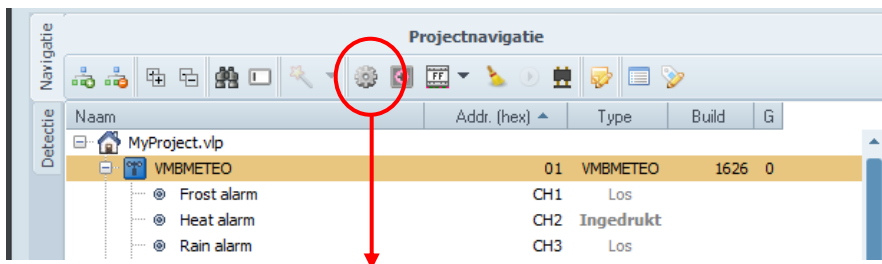 Navigatie
Detectie
Projectnavigatie
FF
Naam Addr. (hex) Type Build G
MyProject.vlp
VMBMETEO 01 VMBMETEO 1626 0
Frost alarm CH1 Los
Heat alarm CH2 Ingedrukt
Rain alarm CH3 Los